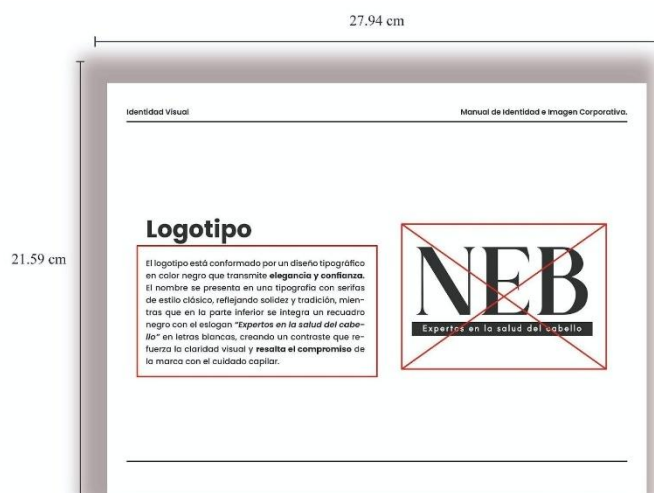 27.94 cm
Identidad Visual
Manual de Identidad e Imagen Corporativa.
21.59 cm
Logotipo
El logotipo está conformado por un diseño tipográfico
en color negro que transmite elegancia y confianza.
El nombre se presenta en una tipografía con serifas
de estilo clásico, reflejando solidez y tradición, mien-
tras que en la parte inferior se integra un recuadro
negro con el eslogan “Expertos en la salud del cabe-
llo” en letras blancas, creando un contraste que re-
fuerza la claridad visual y resalta el compromiso de
la marca con el cuidado capilar.
NEB
Expertos en la salud del cabello